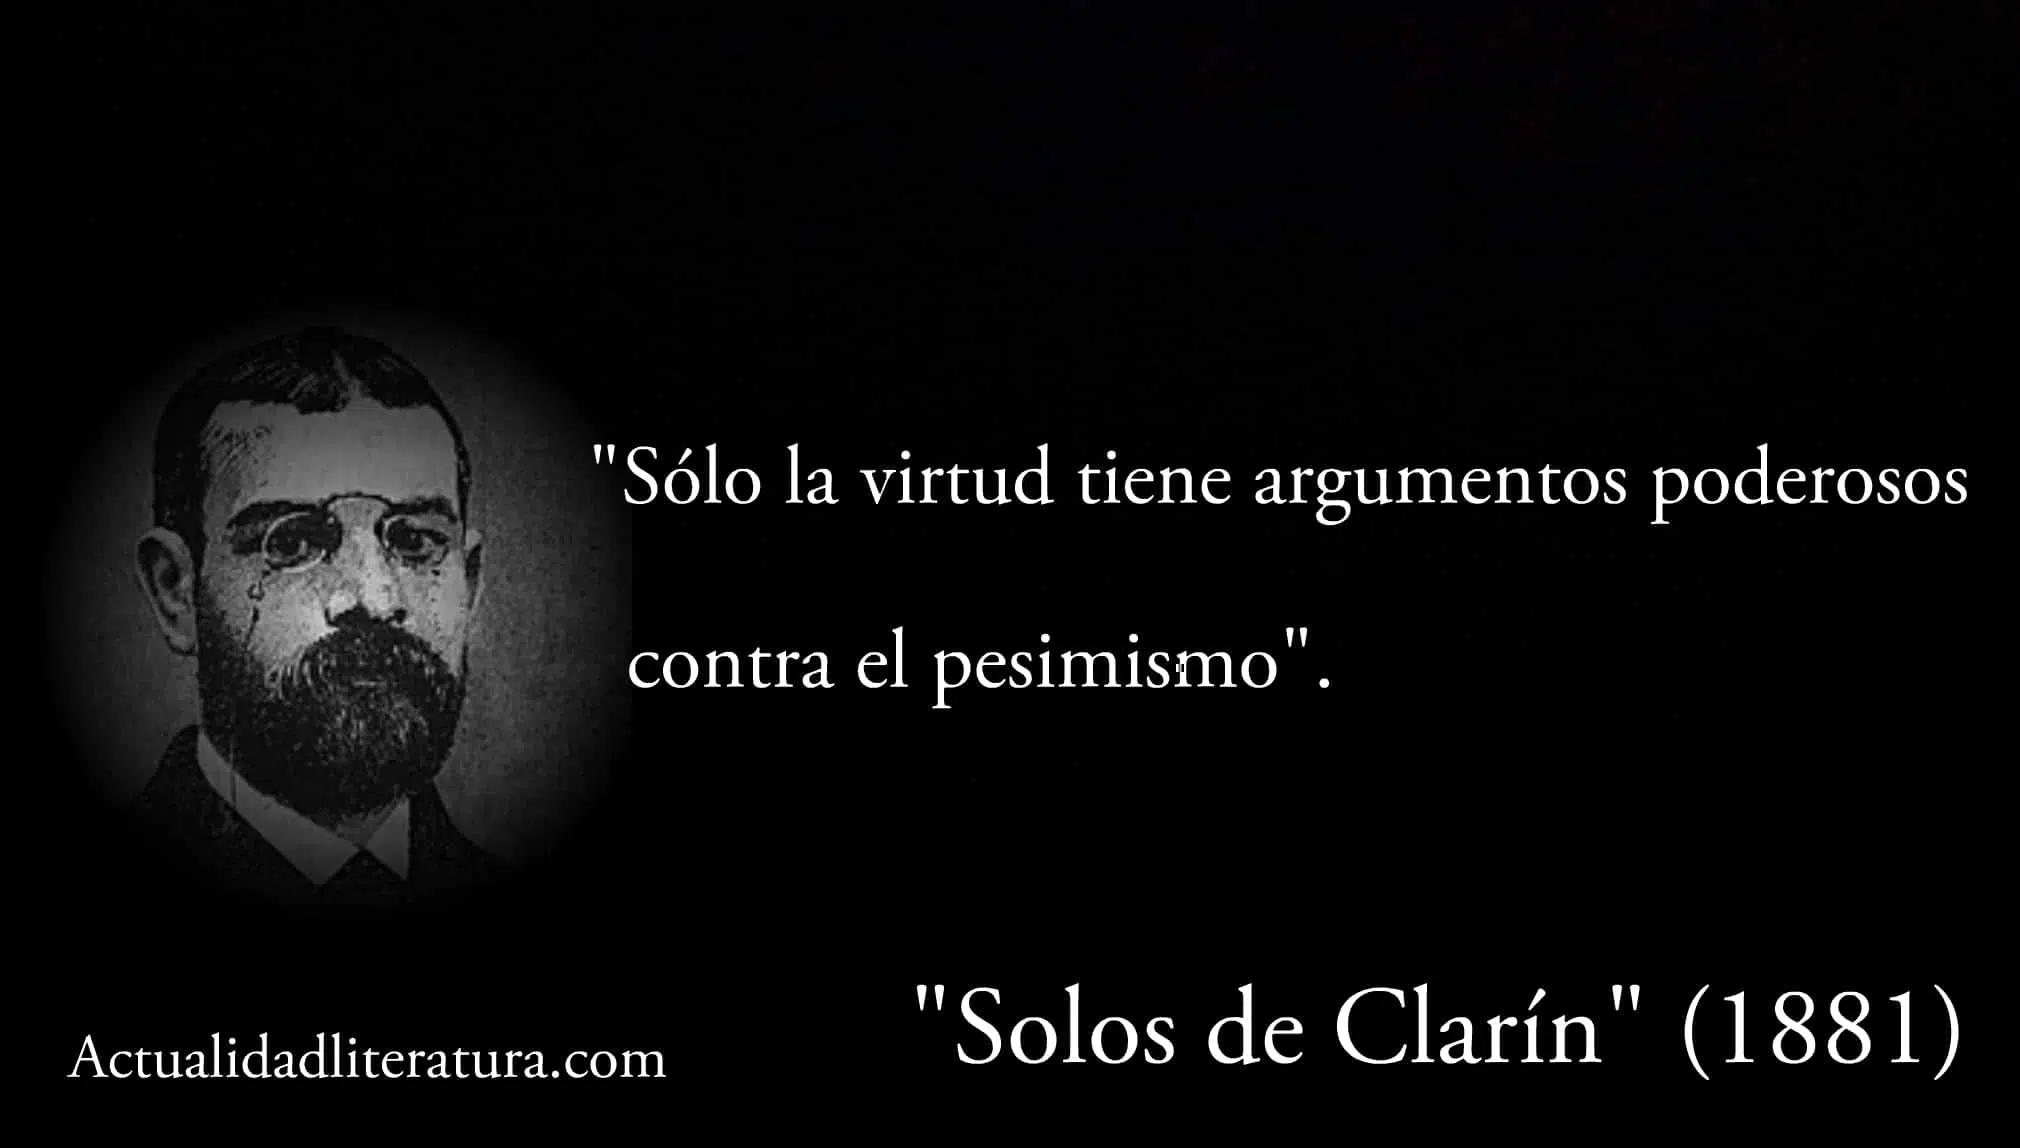 "Sólo la virtud tiene argumentos poderosos
contra el pesimismo".
"Solos de Clarín" (1881)
Actualidadliteratura.com